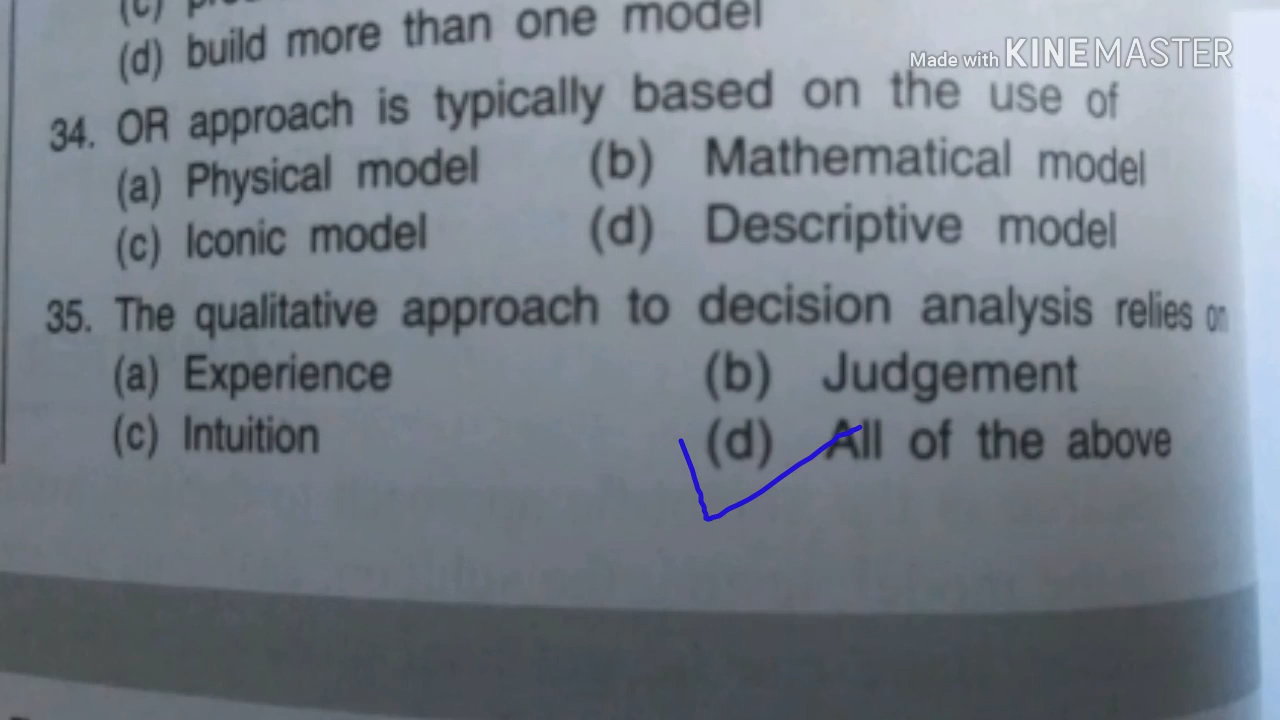 (c)
(d) build more than one model
Made with KINEMASTER
34. OR approach is typically based on the use of
(a) Physical model (b) Mathematical model
(c) Iconic model (d) Descriptive model
35. The qualitative approach to decision analysis relies on
(a) Experience (b) Judgement
(c) Intuition (d) All of the above